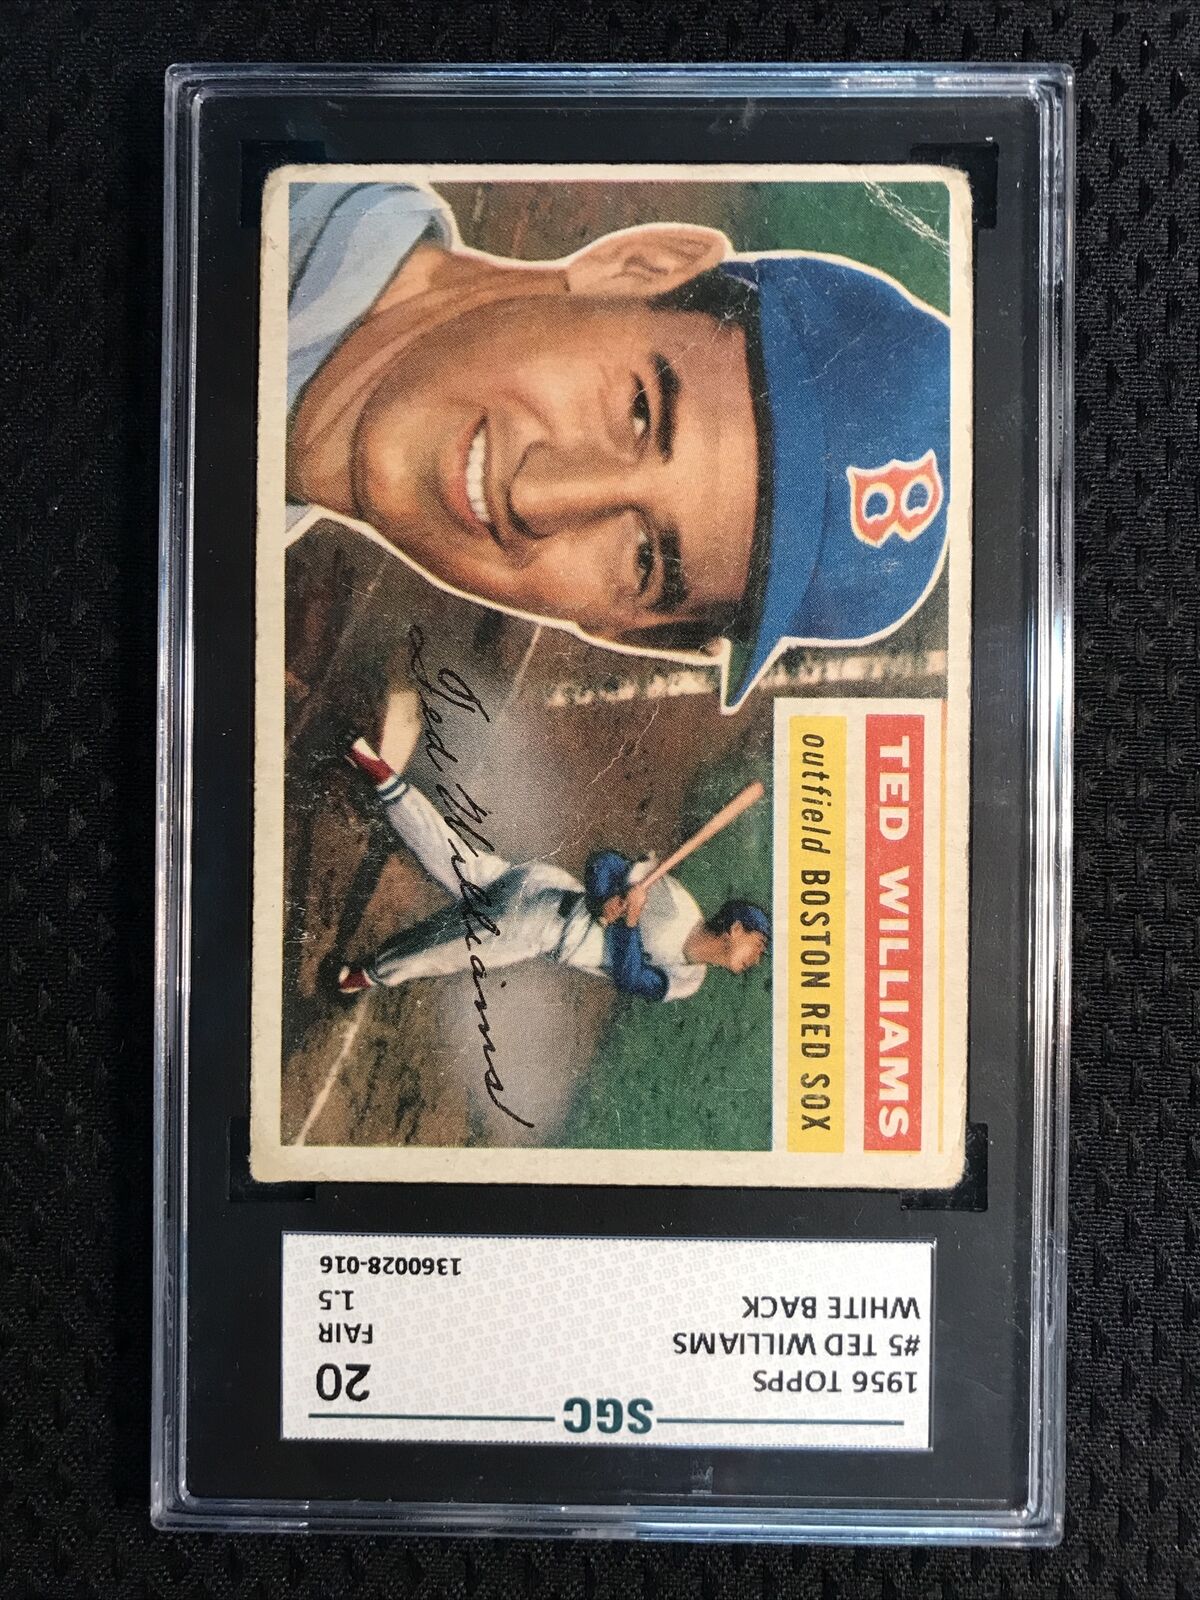 B
TED WILLIAMS
outfield BOSTON RED SOX
Ted Williams
SGC
1956 TOPPS 20
#5 TED WILLIAMS FAIR
WHITE BACK 1.5
1360028-016